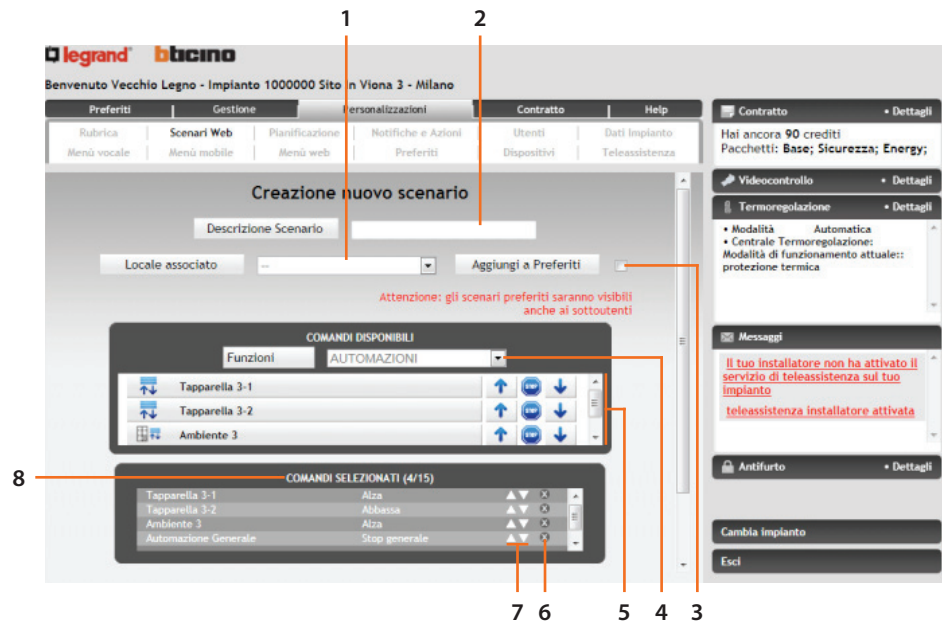 1
2
legrand bticino
Benvenuto Vecchio Legno - Impianto 1000000 Sito in Viona 3 - Milano
Preferiti | Gestione | Personalizzazioni | Contratto | Help
Rubrica | Scenari Web | Pianificazione | Notifiche e Azioni | Utenti | Dati Impianto
Menù vocale | Menù mobile | Menù web | Preferiti | Dispositivi | Teleassistenza
Creazione nuovo scenario
Descrizione Scenario
Locale associato
--
Aggiungi a Preferiti
Attenzione: gli scenari preferiti saranno visibili
anche ai sottoutenti
COMANDI DISPONIBILI
Funzioni
AUTOMAZIONI
Tapparella 3-1 STOP
Tapparella 3-2 STOP
Ambiente 3 STOP
8
COMANDI SELEZIONATI (4/15)
Tapparella 3-1 Alza
Tapparella 3-2 Abbassa
Ambiente 3 Alza
Automazione Generale Stop generale
Contratto • Dettagli
Hai ancora 90 crediti
Pacchetti: Base; Sicurezza; Energy;
Videocontrollo • Dettagli
Termoregolazione • Dettagli
• Modalità Automatica
• Centrale Termoregolazione:
Modalità di funzionamento attuale::
protezione termica
Messaggi
Il tuo installatore non ha attivato il
servizio di teleassistenza sul tuo
impianto
teleassistenza installatore attivata
Antifurto • Dettagli
Cambia impianto
Esci
7
6
5
4
3